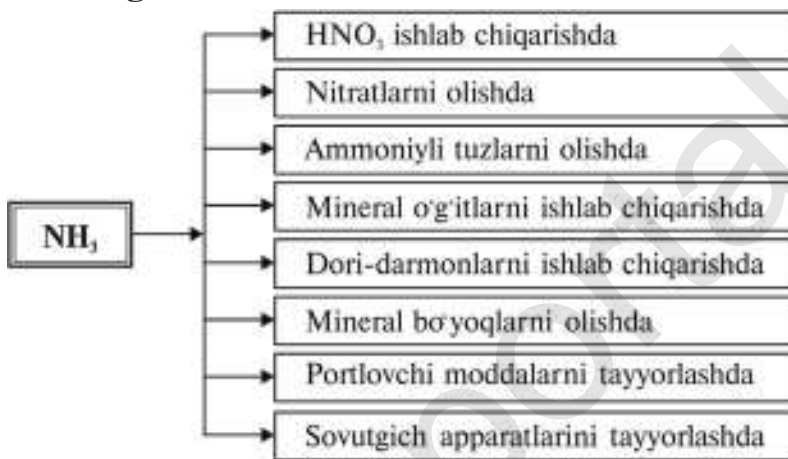 HNO₃ ishlab chiqarishda
Nitratlarni olishda
Ammoniyli tuzlarni olishda
NH₃
Mineral o'g'itlarni ishlab chiqarishda
Dori-darmonlarni ishlab chiqarishda
Mineral bo'yoqlarni olishda
Portlovchi moddalarni tayyorlashda
Sovutgich apparatlarini tayyorlashda
portal